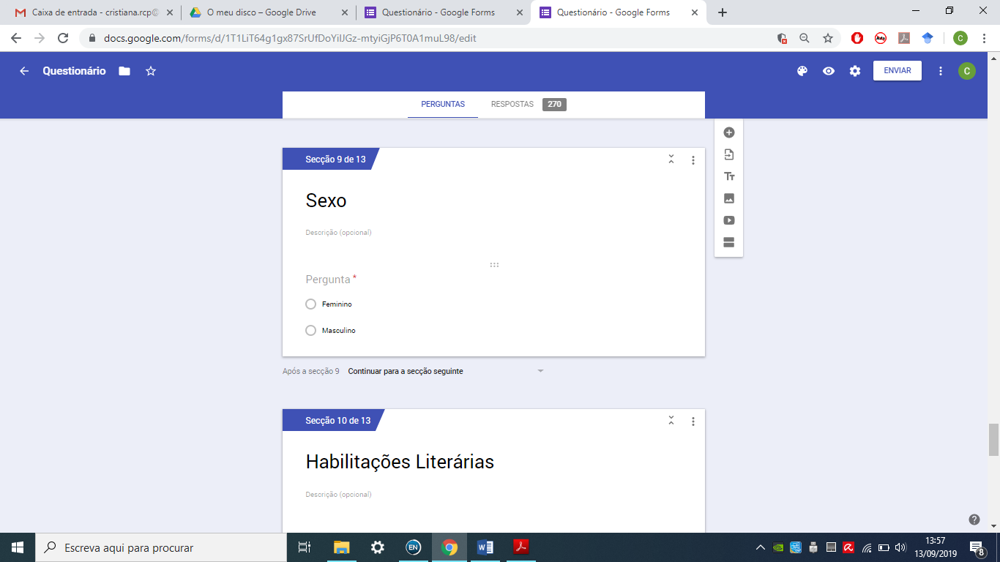 Caixa de entrada - cristiana.rcp@
O meu disco – Google Drive
Questionário - Google Forms
Questionário - Google Forms
docs.google.com/forms/d/1T1LiT64g1gx87SrUfDoYiIJGz-mtyiGjP6T0A1muL98/edit
C
Questionário
ENVIAR
C
PERGUNTAS
RESPOSTAS 270
Secção 9 de 13
Sexo
Descrição (opcional)
Pergunta *
Feminino
Masculino
Após a secção 9 Continuar para a secção seguinte
Secção 10 de 13
Habilitações Literárias
Descrição (opcional)
Escreva aqui para procurar
EN
13:57
13/09/2019
8